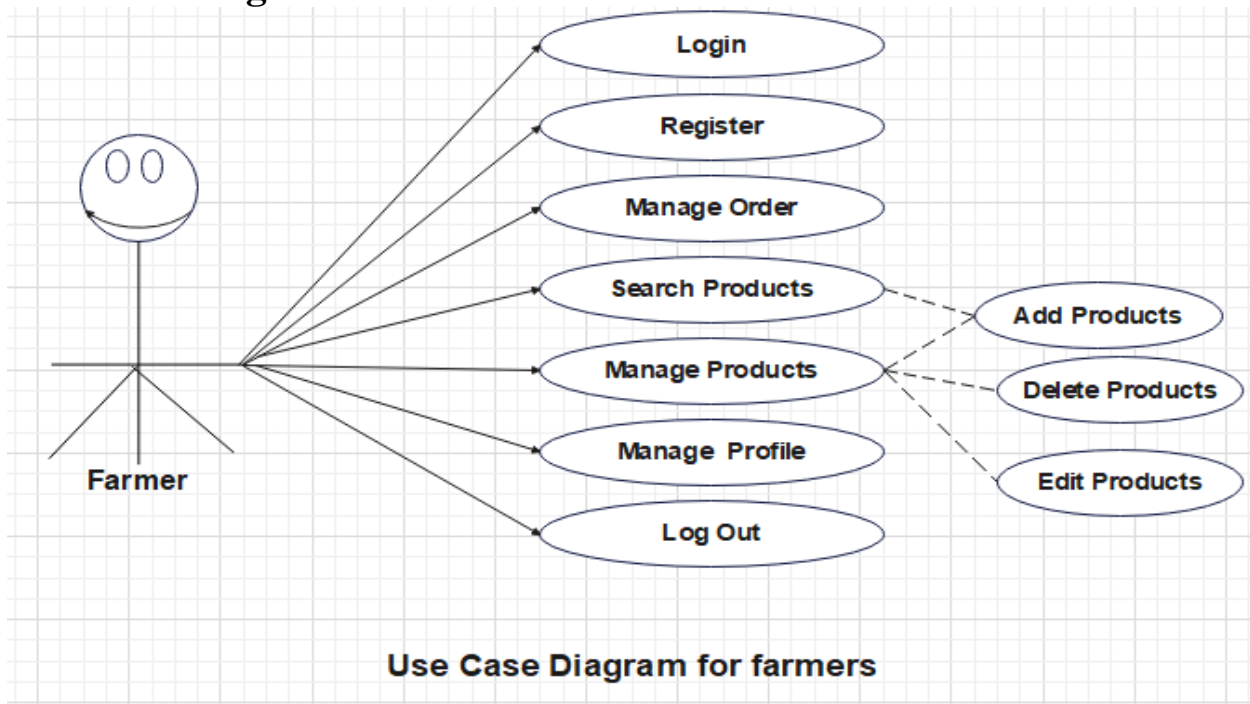 Login
Register
Manage Order
Search Products
Add Products
Manage Products
Delete Products
Manage Profile
Edit Products
Farmer
Log Out
Use Case Diagram for farmers